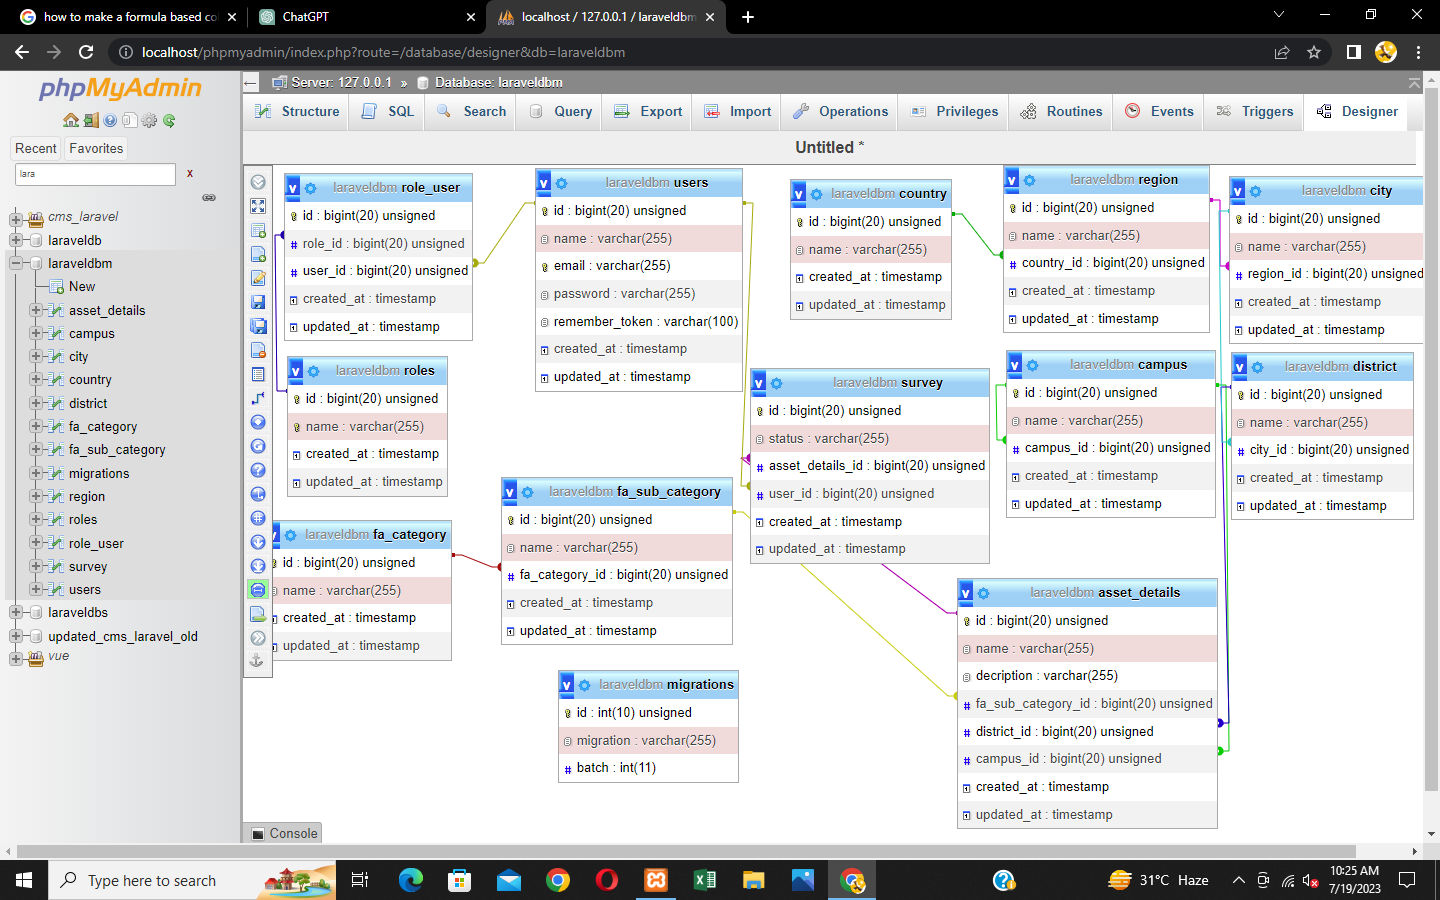 how to make a formula based co
ChatGPT
localhost / 127.0.0.1 / laraveldbm
localhost/phpmyadmin/index.php?route=/database/designer&db=laraveldbm
phpMyAdmin
Server: 127.0.0.1 » Database: laraveldbm
Structure SQL Search Query Export Import Operations Privileges Routines Events Triggers Designer
Untitled *
Recent Favorites
lara
X
cms_laravel
laraveldb
laraveldbm
New
asset_details
campus
city
country
district
fa_category
fa_sub_category
migrations
region
roles
role_user
survey
users
laraveldbs
updated_cms_laravel_old
vue
laraveldbm role_user
id : bigint(20) unsigned
role_id : bigint(20) unsigned
user_id : bigint(20) unsigned
created_at : timestamp
updated_at : timestamp
laraveldbm users
id : bigint(20) unsigned
name : varchar(255)
email : varchar(255)
password : varchar(255)
remember_token : varchar(100)
created_at : timestamp
updated_at : timestamp
laraveldbm country
id : bigint(20) unsigned
name : varchar(255)
created_at : timestamp
updated_at : timestamp
laraveldbm region
id : bigint(20) unsigned
name : varchar(255)
country_id : bigint(20) unsigned
created_at : timestamp
updated_at : timestamp
laraveldbm city
id : bigint(20) unsigned
name : varchar(255)
region_id : bigint(20) unsigned
created_at : timestamp
updated_at : timestamp
laraveldbm roles
id : bigint(20) unsigned
name : varchar(255)
created_at : timestamp
updated_at : timestamp
laraveldbm survey
id : bigint(20) unsigned
status : varchar(255)
asset_details_id : bigint(20) unsigned
user_id : bigint(20) unsigned
created_at : timestamp
updated_at : timestamp
laraveldbm campus
id : bigint(20) unsigned
name : varchar(255)
campus_id : bigint(20) unsigned
created_at : timestamp
updated_at : timestamp
laraveldbm district
id : bigint(20) unsigned
name : varchar(255)
city_id : bigint(20) unsigned
created_at : timestamp
updated_at : timestamp
laraveldbm fa_category
id : bigint(20) unsigned
name : varchar(255)
created_at : timestamp
updated_at : timestamp
laraveldbm fa_sub_category
id : bigint(20) unsigned
name : varchar(255)
fa_category_id : bigint(20) unsigned
created_at : timestamp
updated_at : timestamp
laraveldbm asset_details
id : bigint(20) unsigned
name : varchar(255)
decription : varchar(255)
fa_sub_category_id : bigint(20) unsigned
district_id : bigint(20) unsigned
campus_id : bigint(20) unsigned
created_at : timestamp
updated_at : timestamp
laraveldbm migrations
id : int(10) unsigned
migration : varchar(255)
batch : int(11)
Console
Type here to search
31°C Haze
10:25 AM
7/19/2023